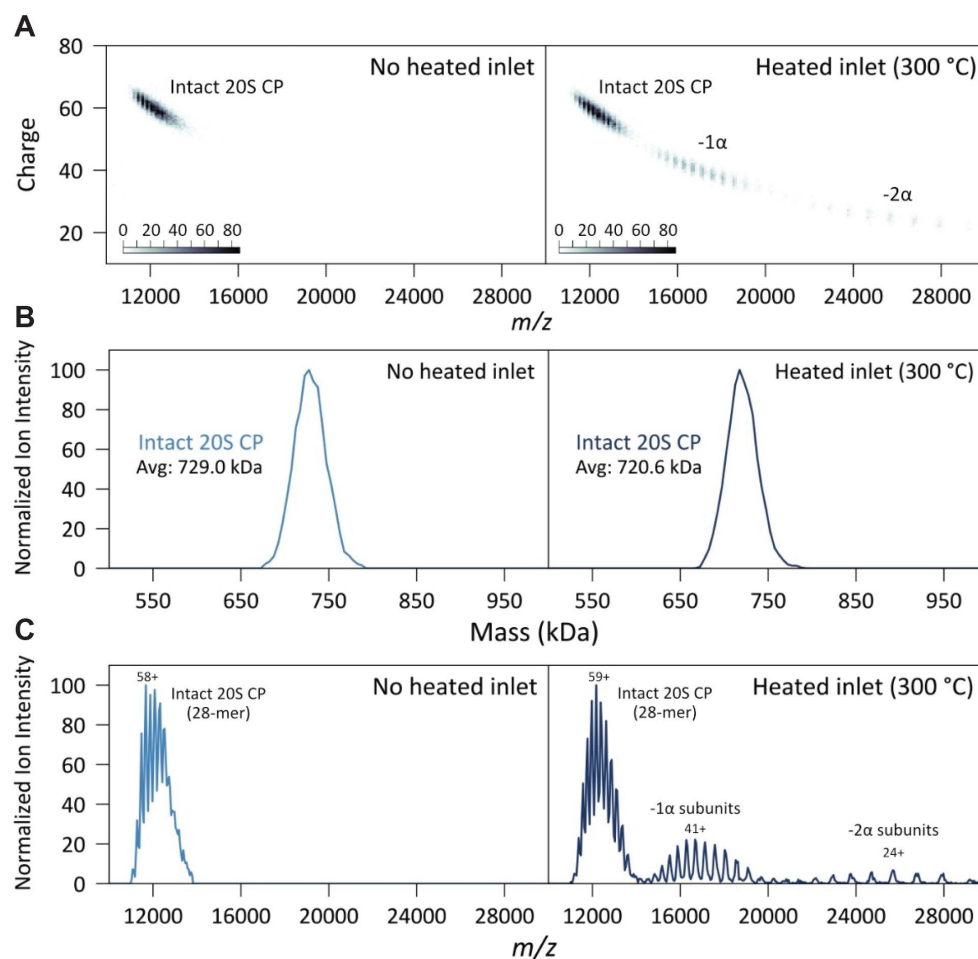 A
Charge
80
60
40
20
No heated inlet
Intact 20S CP
0 20 40 60 80
Heated inlet (300 °C)
Intact 20S CP
-1α
-2α
0 20 40 60 80
12000 16000 20000 24000 28000 12000 16000 20000 24000 28000
m/z
B
Normalized Ion Intensity
100
80
60
40
20
0
No heated inlet
Intact 20S CP
Avg: 729.0 kDa
Heated inlet (300 °C)
Intact 20S CP
Avg: 720.6 kDa
550 650 750 850 950 550 650 750 850 950
Mass (kDa)
C
Normalized Ion Intensity
100
80
60
40
20
0
58+
No heated inlet
Intact 20S CP
(28-mer)
59+
Heated inlet (300 °C)
Intact 20S CP
(28-mer)
-1α subunits
41+
-2α subunits
24+
12000 16000 20000 24000 28000 12000 16000 20000 24000 28000
m/z